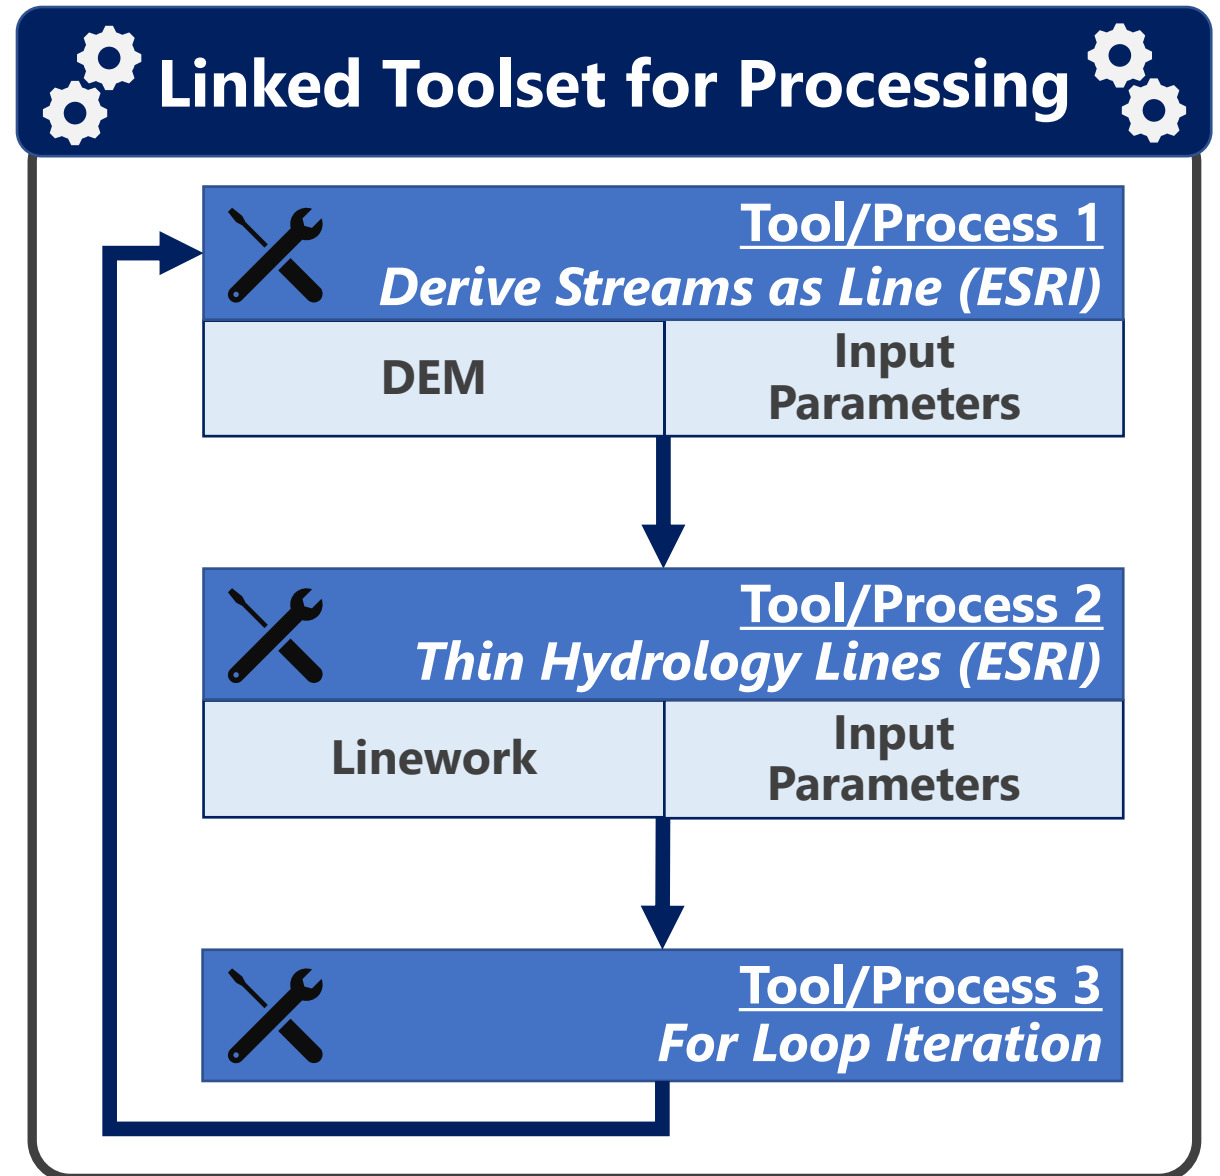 Linked Toolset for Processing
Tool/Process 1
Derive Streams as Line (ESRI)
DEM
Input
Parameters
Tool/Process 2
Thin Hydrology Lines (ESRI)
Linework
Input
Parameters
Tool/Process 3
For Loop Iteration